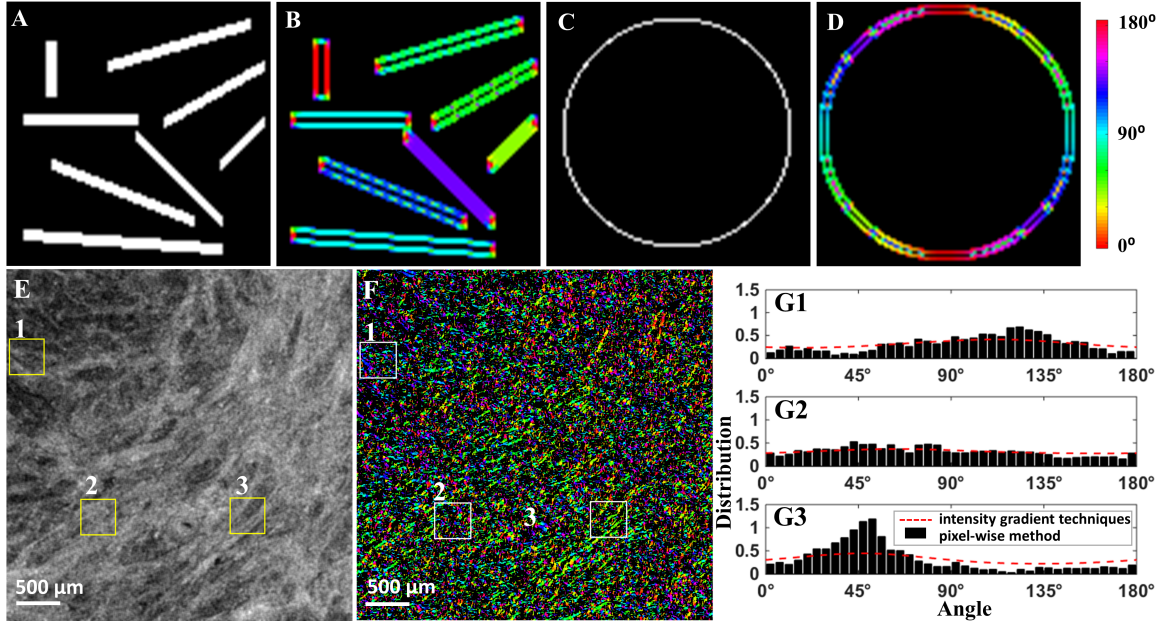 A
B
C
D
180°
90°
0°
E
1
2
3
500 µm
F
1
2
3
500 µm
Distribution
G1
1.5
1
0.5
0
0° 45° 90° 135° 180°
G2
1.5
1
0.5
0
0° 45° 90° 135° 180°
G3
1.5
1
0.5
0
intensity gradient techniques
pixel-wise method
0° 45° 90° 135° 180°
Angle